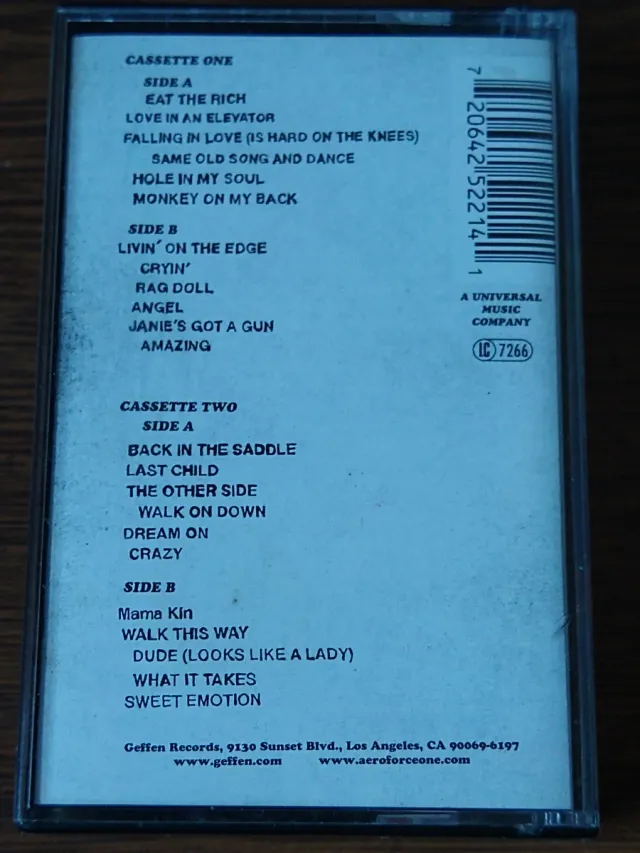 CASSETTE ONE
SIDE A
EAT THE RICH
LOVE IN AN ELEVATOR
FALLING IN LOVE (IS HARD ON THE KNEES)
SAME OLD SONG AND DANCE
HOLE IN MY SOUL
MONKEY ON MY BACK
SIDE B
LIVIN' ON THE EDGE
CRYIN'
RAG DOLL
ANGEL
JANIE'S GOT A GUN
AMAZING
7 20642 52214 1
A UNIVERSAL
MUSIC
COMPANY
LC 7266
CASSETTE TWO
SIDE A
BACK IN THE SADDLE
LAST CHILD
THE OTHER SIDE
WALK ON DOWN
DREAM ON
CRAZY
SIDE B
Mama Kin
WALK THIS WAY
DUDE (LOOKS LIKE A LADY)
WHAT IT TAKES
SWEET EMOTION
Geffen Records, 9130 Sunset Blvd., Los Angeles, CA 90069-6197
www.geffen.com www.aeroforceone.com